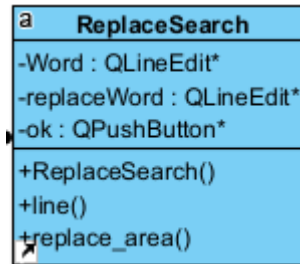 a
ReplaceSearch
-Word : QLineEdit*
-replaceWord : QLineEdit*
-ok : QPushButton*
+ReplaceSearch()
+line()
+replace_area()